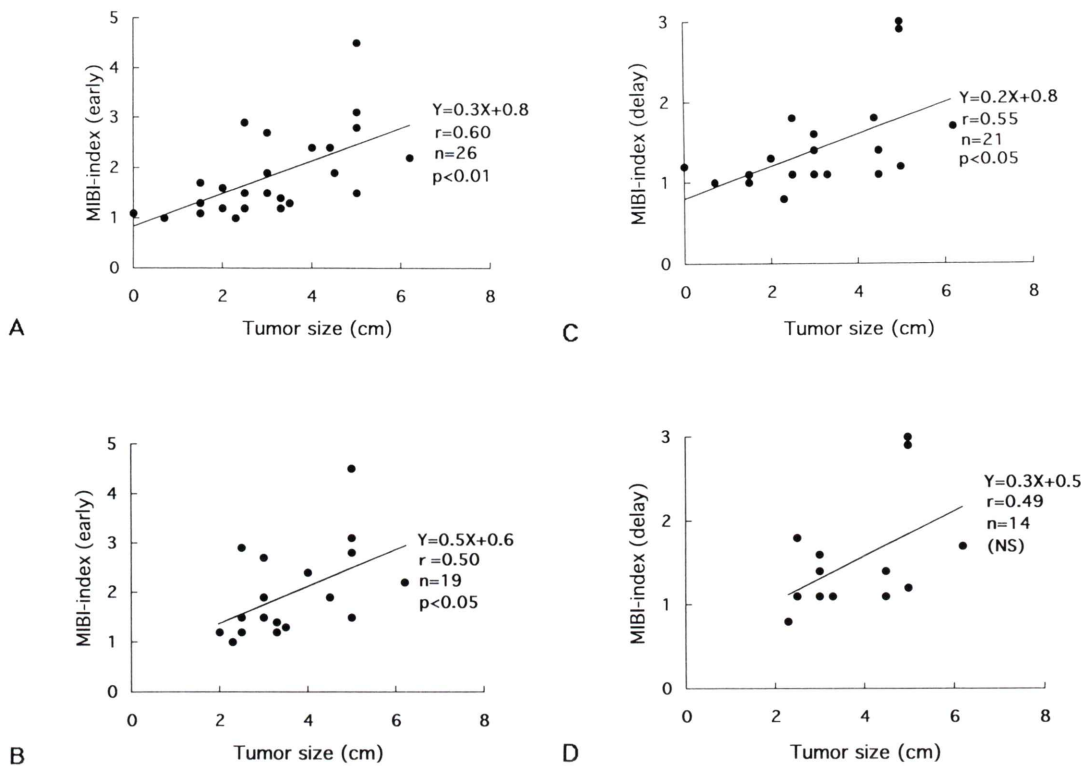 5
4
3
2
1
0
MIBI-index (early)
Y=0.3X+0.8
r=0.60
n=26
p<0.01
0 2 4 6 8
Tumor size (cm)
A
3
2
1
0
MIBI-index (delay)
Y=0.2X+0.8
r=0.55
n=21
p<0.05
0 2 4 6 8
Tumor size (cm)
C
5
4
3
2
1
0
MIBI-index (early)
Y=0.5X+0.6
r =0.50
n=19
p<0.05
0 2 4 6 8
Tumor size (cm)
B
3
2
1
0
MIBI-index (delay)
Y=0.3X+0.5
r=0.49
n=14
(NS)
0 2 4 6 8
Tumor size (cm)
D